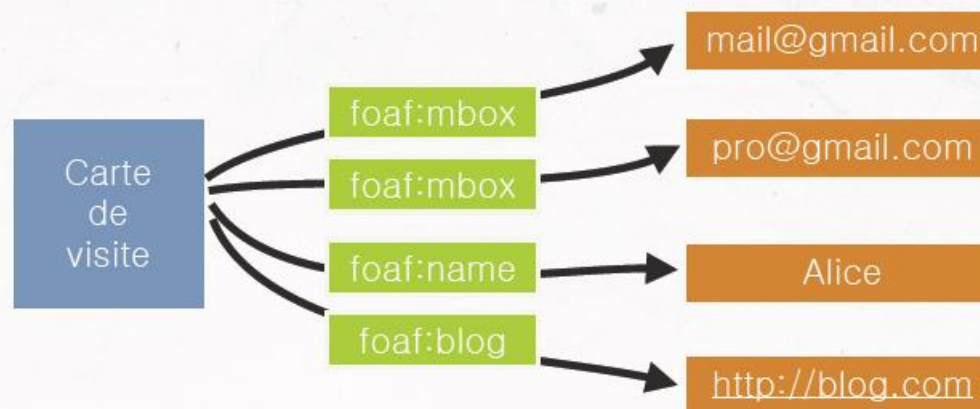 mail@gmail.com
foaf:mbox
pro@gmail.com
Carte
de
visite
foaf:mbox
foaf:name
Alice
foaf:blog
http://blog.com